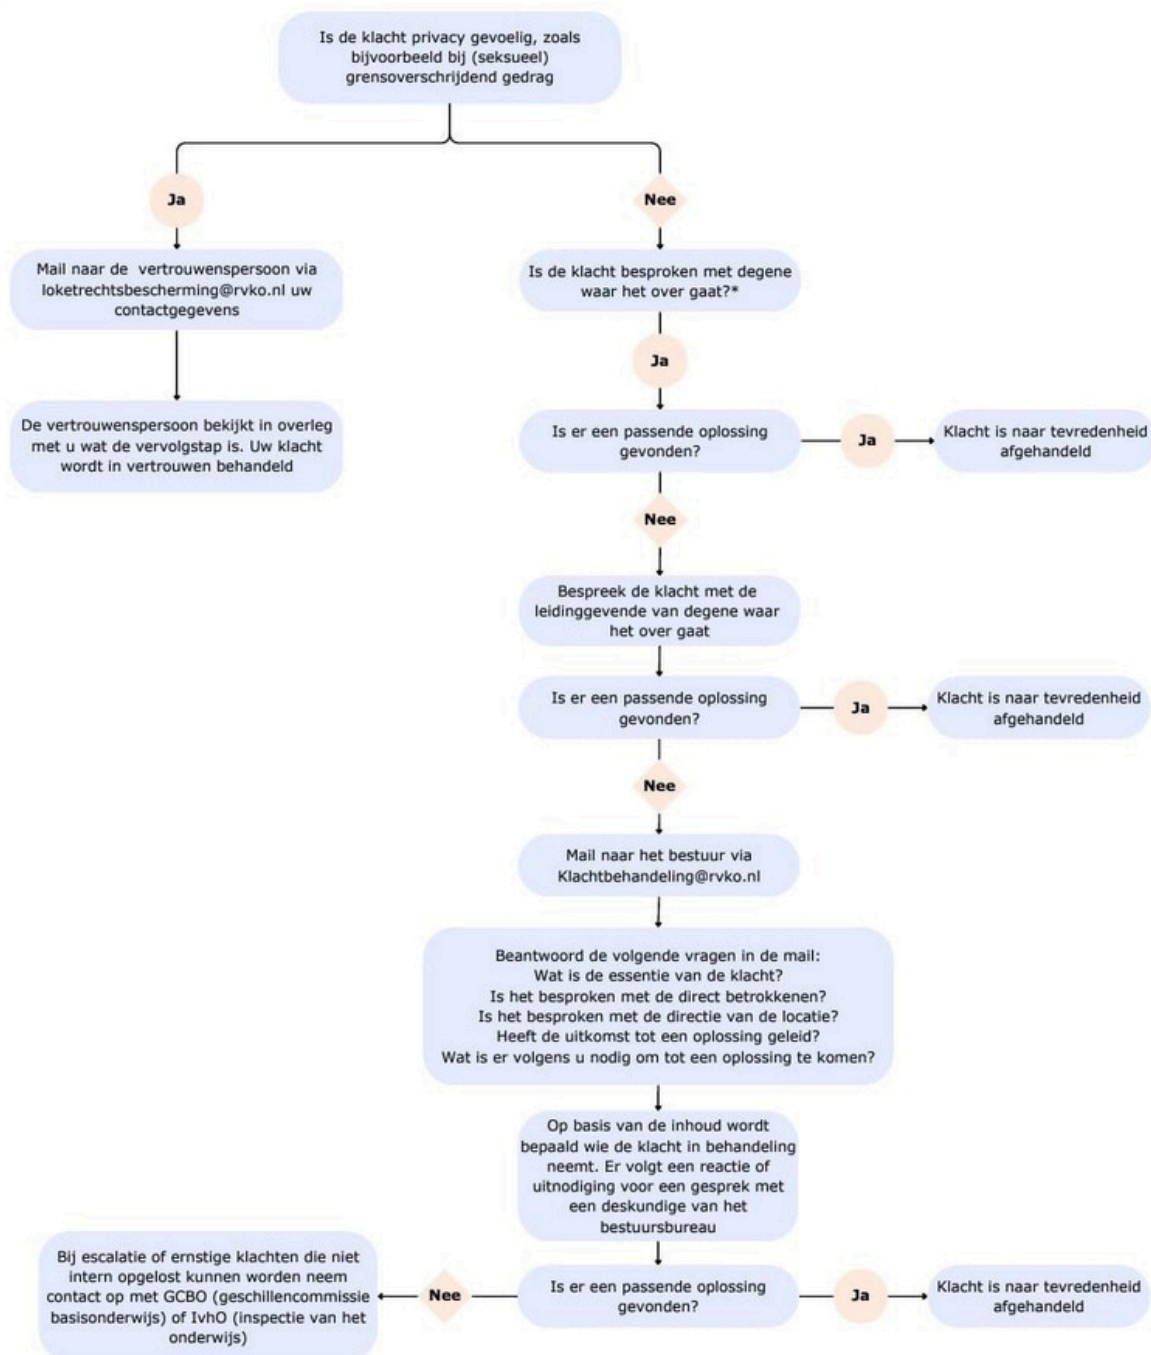 Is de klacht privacy gevoelig, zoals
bijvoorbeeld bij (seksueel)
grensoverschrijdend gedrag
Ja
Nee
Mail naar de vertrouwenspersoon via
loketrechtsbescherming@rvko.nl uw
contactgegevens
Is de klacht besproken met degene
waar het over gaat?*
Ja
De vertrouwenspersoon bekijkt in overleg
met u wat de vervolgstap is. Uw klacht
wordt in vertrouwen behandeld
Is er een passende oplossing
gevonden?
Ja
Klacht is naar tevredenheid
afgehandeld
Nee
Bespreek de klacht met de
leidinggevende van degene waar
het over gaat
Is er een passende oplossing
gevonden?
Ja
Klacht is naar tevredenheid
afgehandeld
Nee
Mail naar het bestuur via
Klachtbehandeling@rvko.nl
Beantwoord de volgende vragen in de mail:
Wat is de essentie van de klacht?
Is het besproken met de direct betrokkenen?
Is het besproken met de directie van de locatie?
Heeft de uitkomst tot een oplossing geleid?
Wat is er volgens u nodig om tot een oplossing te komen?
Op basis van de inhoud wordt
bepaald wie de klacht in behandeling
neemt. Er volgt een reactie of
uitnodiging voor een gesprek met
een deskundige van het
bestuursbureau
Is er een passende oplossing
gevonden?
Ja
Klacht is naar tevredenheid
afgehandeld
Nee
Bij escalatie of ernstige klachten die niet
intern opgelost kunnen worden neem
contact op met GCBO (geschillencommissie
basisonderwijs) of IvhO (inspectie van het
onderwijs)